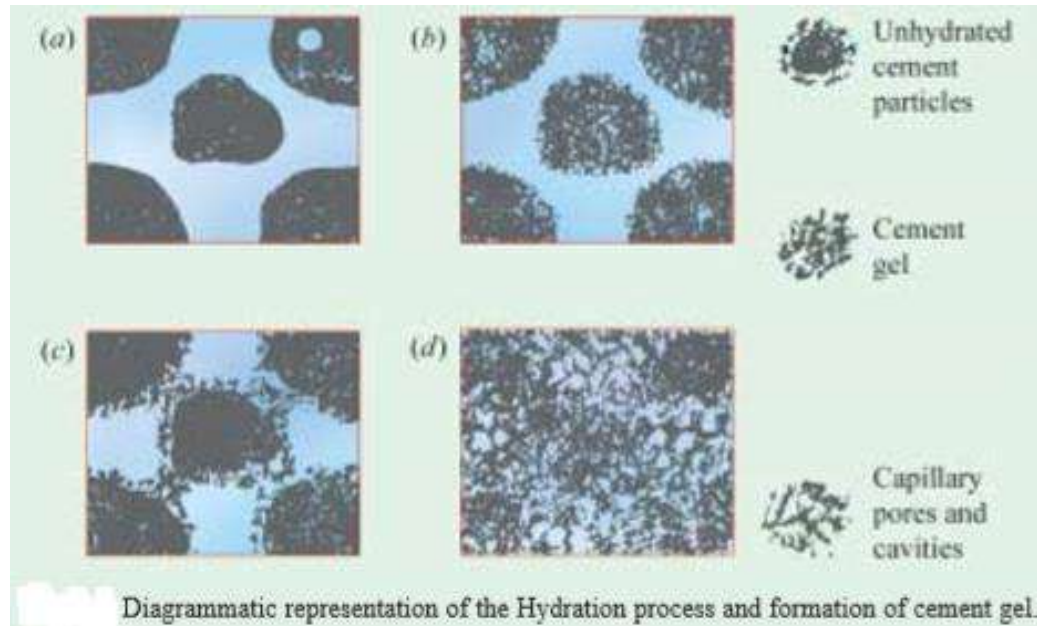 (a)
(b)
Unhydrated
cement
particles
Cement
gel
(c)
(d)
Capillary
pores and
cavities
Diagrammatic representation of the Hydration process and formation of cement gel.